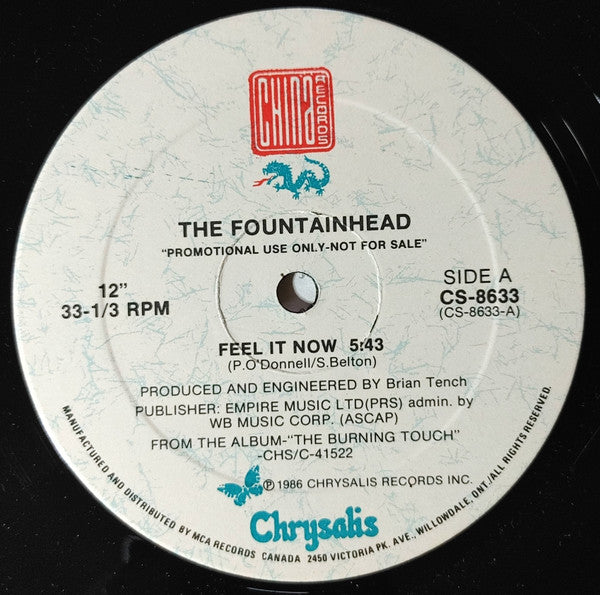 CHINA
RECORDS
THE FOUNTAINHEAD
"PROMOTIONAL USE ONLY-NOT FOR SALE"
12"
33-1/3 RPM
SIDE A
CS-8633
(CS-8633-A)
FEEL IT NOW 5:43
(P.O'Donnell/S.Belton)
PRODUCED AND ENGINEERED BY Brian Tench
PUBLISHER: EMPIRE MUSIC LTD(PRS) admin. by
WB MUSIC CORP. (ASCAP)
FROM THE ALBUM-"THE BURNING TOUCH"
-CHS/C-41522
℗ 1986 CHRYSALIS RECORDS INC.
Chrysalis
MANUFACTURED AND DISTRIBUTED BY MCA RECORDS CANADA 2450 VICTORIA PK. AVE., WILLOWDALE, ONT./ALL RIGHTS RESERVED.